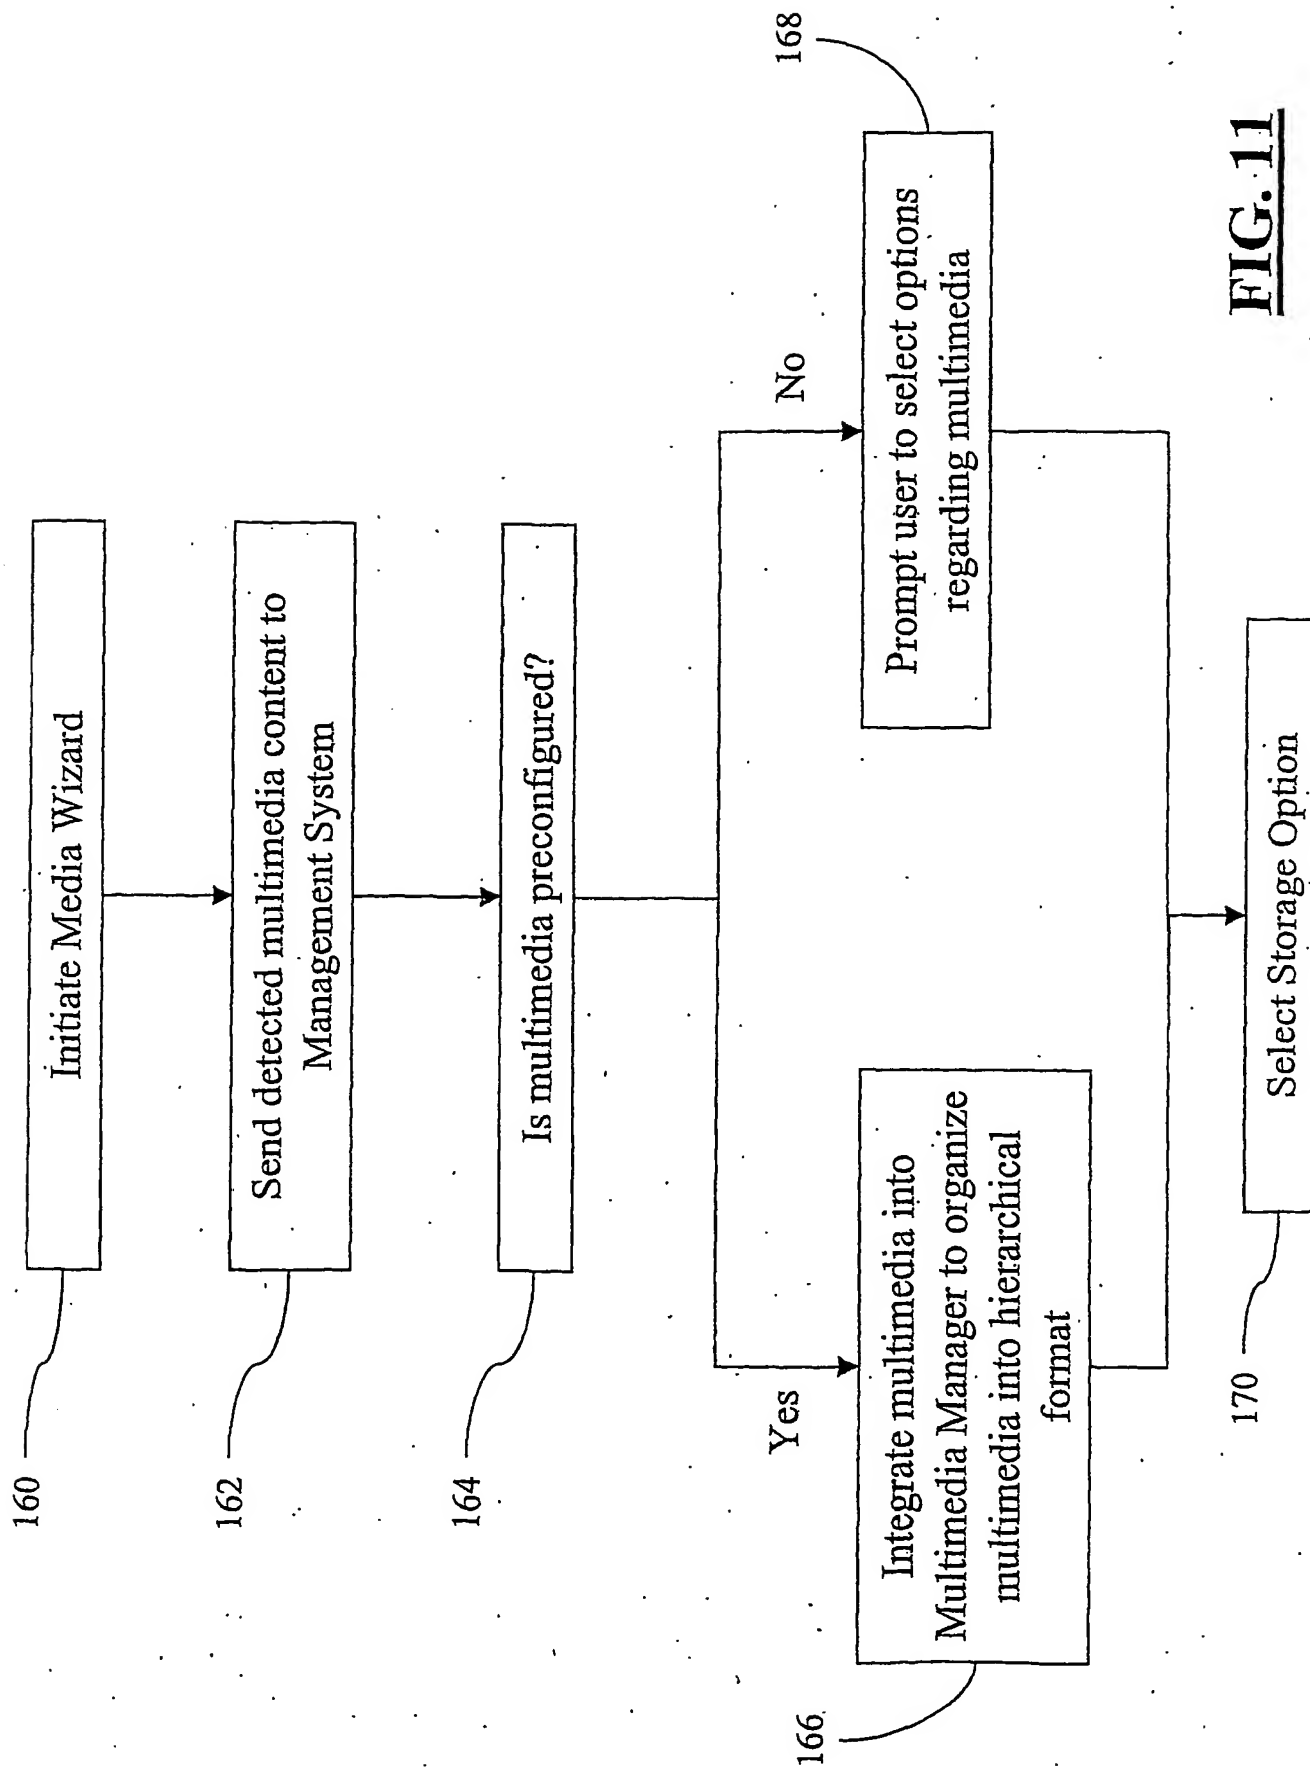 160
Initiate Media Wizard
162
Send detected multimedia content to
Management System
164
Is multimedia preconfigured?
Yes
No
166
Integrate multimedia into
Multimedia Manager to organize
multimedia into hierarchical
format
168
Prompt user to select options
regarding multimedia
170
Select Storage Option
FIG. 11